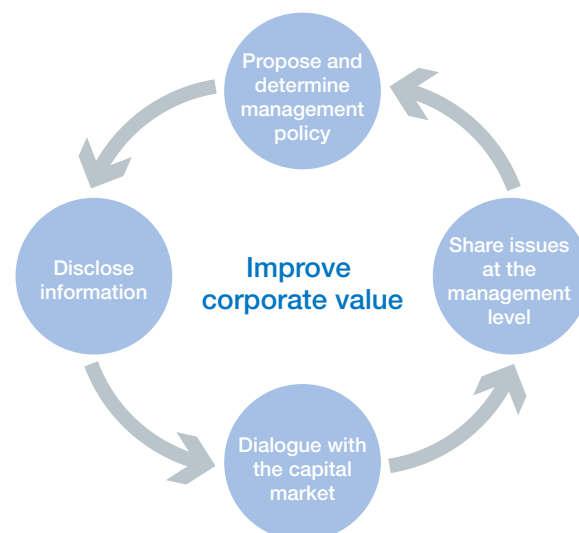 Propose and
determine
management
policy
Disclose
information
Improve
corporate value
Share issues
at the
management
level
Dialogue with
the capital
market